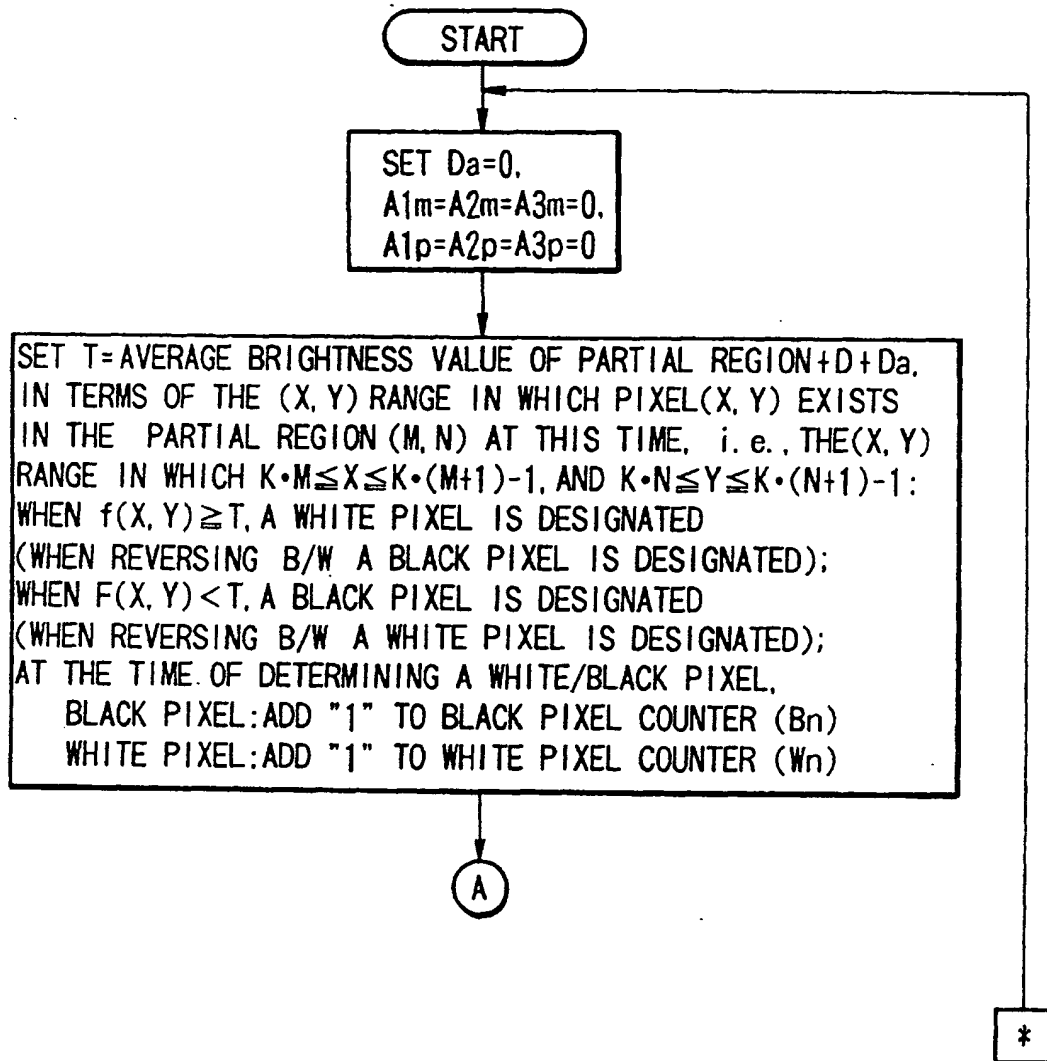 START
SET Da=0,
A1m=A2m=A3m=0,
A1p=A2p=A3p=0
SET T=AVERAGE BRIGHTNESS VALUE OF PARTIAL REGION+D+Da,
IN TERMS OF THE (X, Y) RANGE IN WHICH PIXEL(X, Y) EXISTS
IN THE PARTIAL REGION (M, N) AT THIS TIME, i. e., THE(X, Y)
RANGE IN WHICH K•M≦X≦K•(M+1)-1, AND K•N≦Y≦K•(N+1)-1:
WHEN f(X, Y)≧T, A WHITE PIXEL IS DESIGNATED
(WHEN REVERSING B/W A BLACK PIXEL IS DESIGNATED);
WHEN F(X, Y)<T, A BLACK PIXEL IS DESIGNATED
(WHEN REVERSING B/W A WHITE PIXEL IS DESIGNATED);
AT THE TIME OF DETERMINING A WHITE/BLACK PIXEL,
BLACK PIXEL:ADD "1" TO BLACK PIXEL COUNTER (Bn)
WHITE PIXEL:ADD "1" TO WHITE PIXEL COUNTER (Wn)
A
*